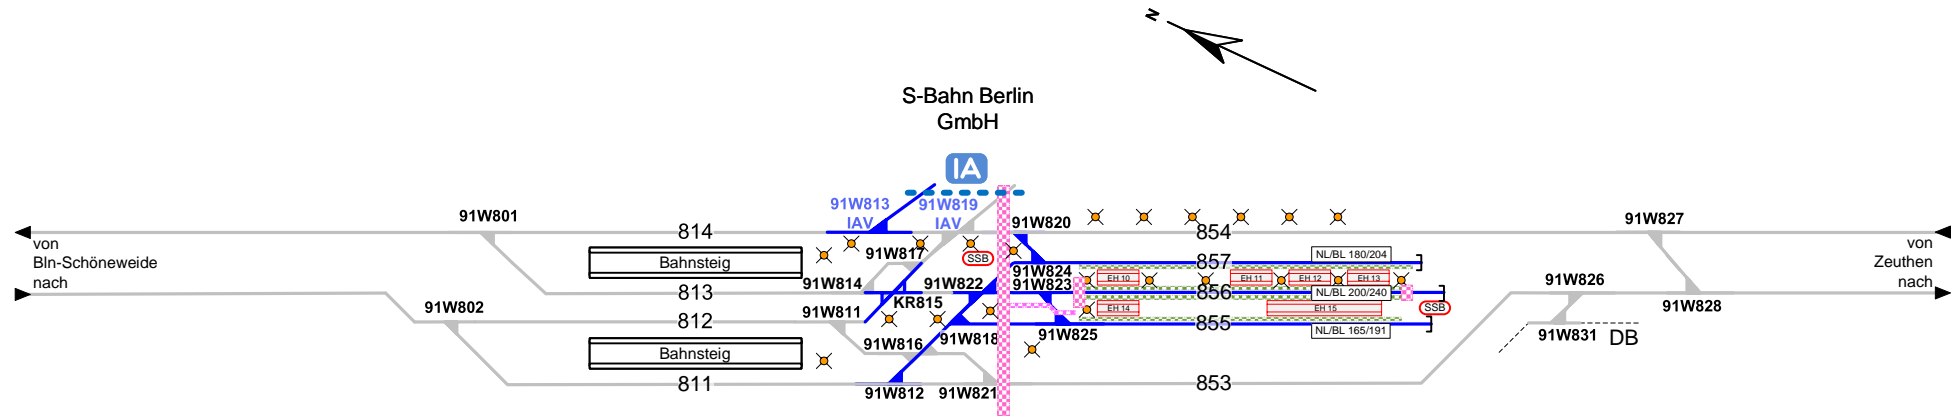 N
S-Bahn Berlin
GmbH
IA
91W801
814
91W813
IAV
91W819
IAV
91W820
854
91W827
von
Bln-Schöneweide
nach
Bahnsteig
91W817
SSB
857
NL/BL 180/204
von
Zeuthen
nach
91W814
91W822
91W824
91W823
EH 10
EH 11
EH 12
EH 13
91W826
813
KR815
856
NL/BL 200/240
91W828
91W802
812
91W811
EH 14
EH 15
SSB
91W816
91W818
91W825
855
NL/BL 165/191
91W831
DB
Bahnsteig
811
91W812
91W821
853